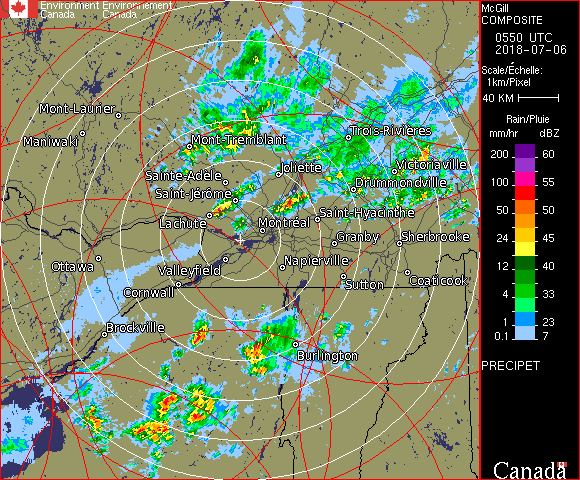 Environment Environnement
Canada Canada
McGill
COMPOSITE
0550 UTC
2018-07-06
Scale/Échelle:
1km/Pixel
40 KM
Rain/Pluie
mm/hr dBZ
200 60
100 55
50 50
24 45
12 40
4 33
1 23
0.1 7
PRECIPET
Canada
Mont-Laurier
Maniwaki
Mont-Tremblant
Trois-Rivières
Joliette
Victoriaville
Sainte-Adèle
Drummondville
Saint-Jérôme
Lachute
Saint-Hyacinthe
Montréal
Granby
Sherbrooke
Ottawa
Valleyfield
Napierville
Coaticook
Cornwall
Sutton
Brockville
Burlington